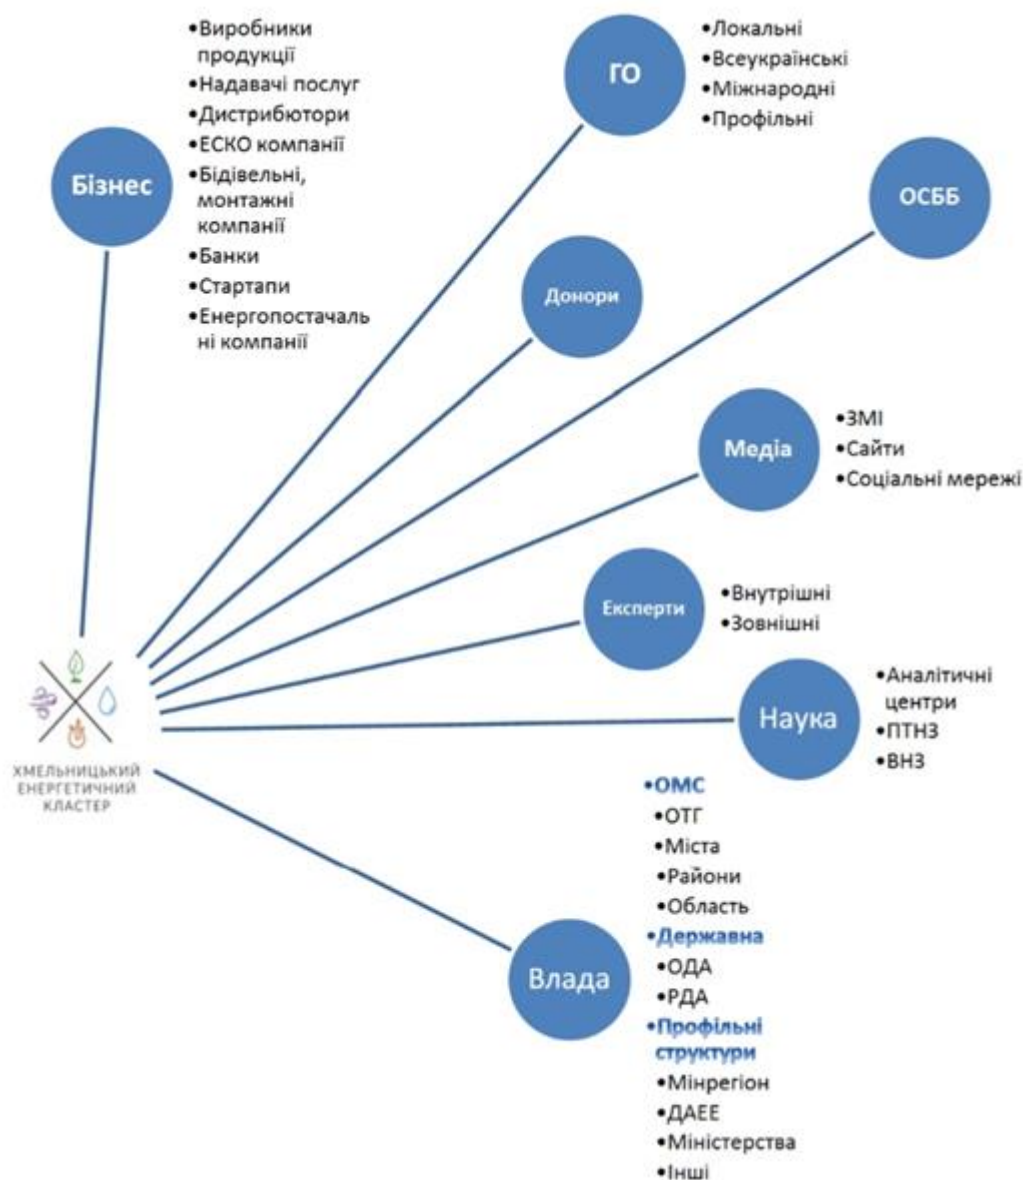 •Виробники
продукції
•Надавачі послуг
•Дистрибютори
•ЕСКО компанії
•Бідівельні,
монтажні
компанії
•Банки
•Стартапи
•Енергопостачаль
ні компанії
Бізнес
ГО
•Локальні
•Всеукраїнські
•Міжнародні
•Профільні
ОСББ
Донори
Медіа
•ЗМІ
•Сайти
•Соціальні мережі
Експерти
•Внутрішні
•Зовнішні
Наука
•Аналітичні
центри
•ПТНЗ
•ВНЗ
ХМЕЛЬНИЦЬКИЙ
ЕНЕРГЕТИЧНИЙ
КЛАСТЕР
Влада
•ОМС
•ОТГ
•Міста
•Райони
•Область
•Державна
•ОДА
•РДА
•Профільні
структури
•Мінрегіон
•ДАЕЕ
•Міністерства
•Інші